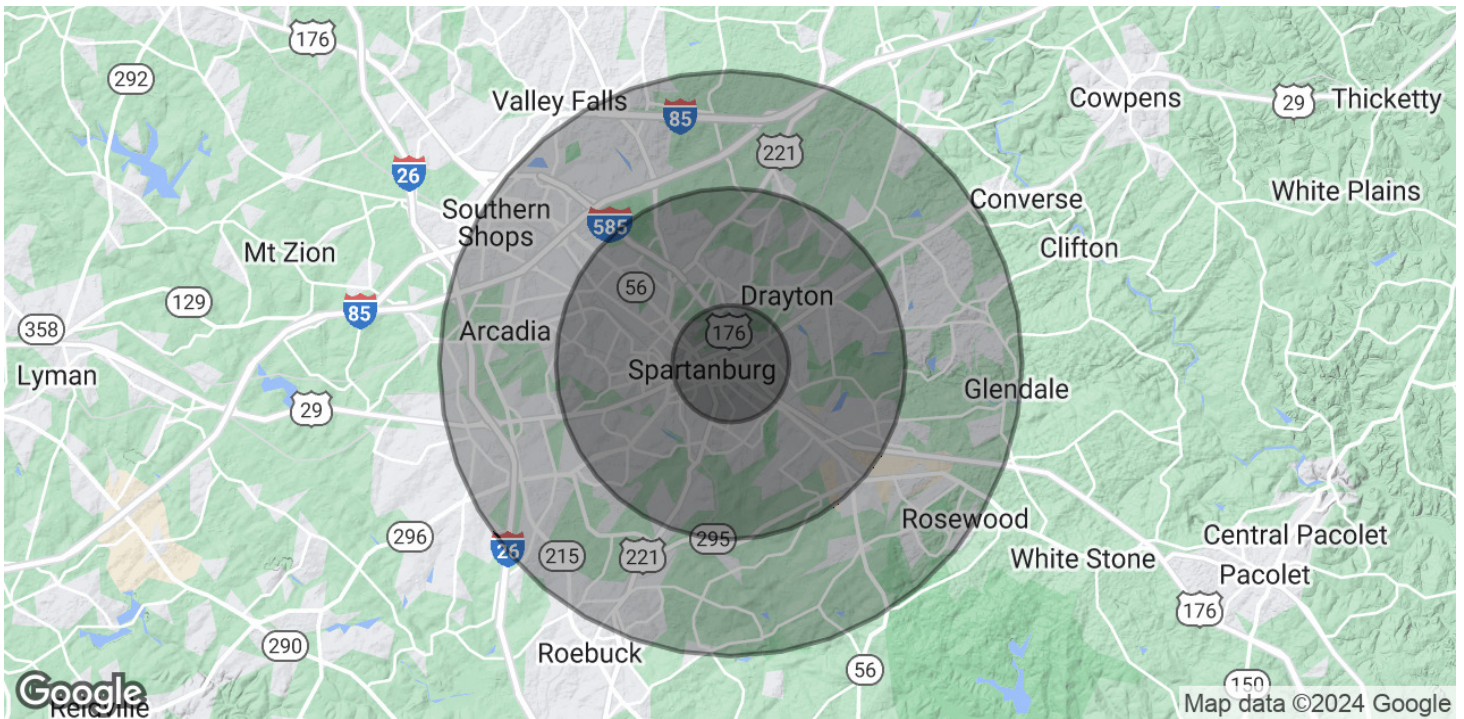 176
292
Valley Falls
85
Cowpens
29
Thicketty
221
26
Southern
Shops
585
Converse
White Plains
Mt Zion
Clifton
129
56
Drayton
85
358
Arcadia
176
Lyman
Spartanburg
Glendale
29
296
26
215
221
295
Rosewood
White Stone
Central Pacolet
Pacolet
176
290
Roebuck
56
150
Google
Reidville
Map data ©2024 Google